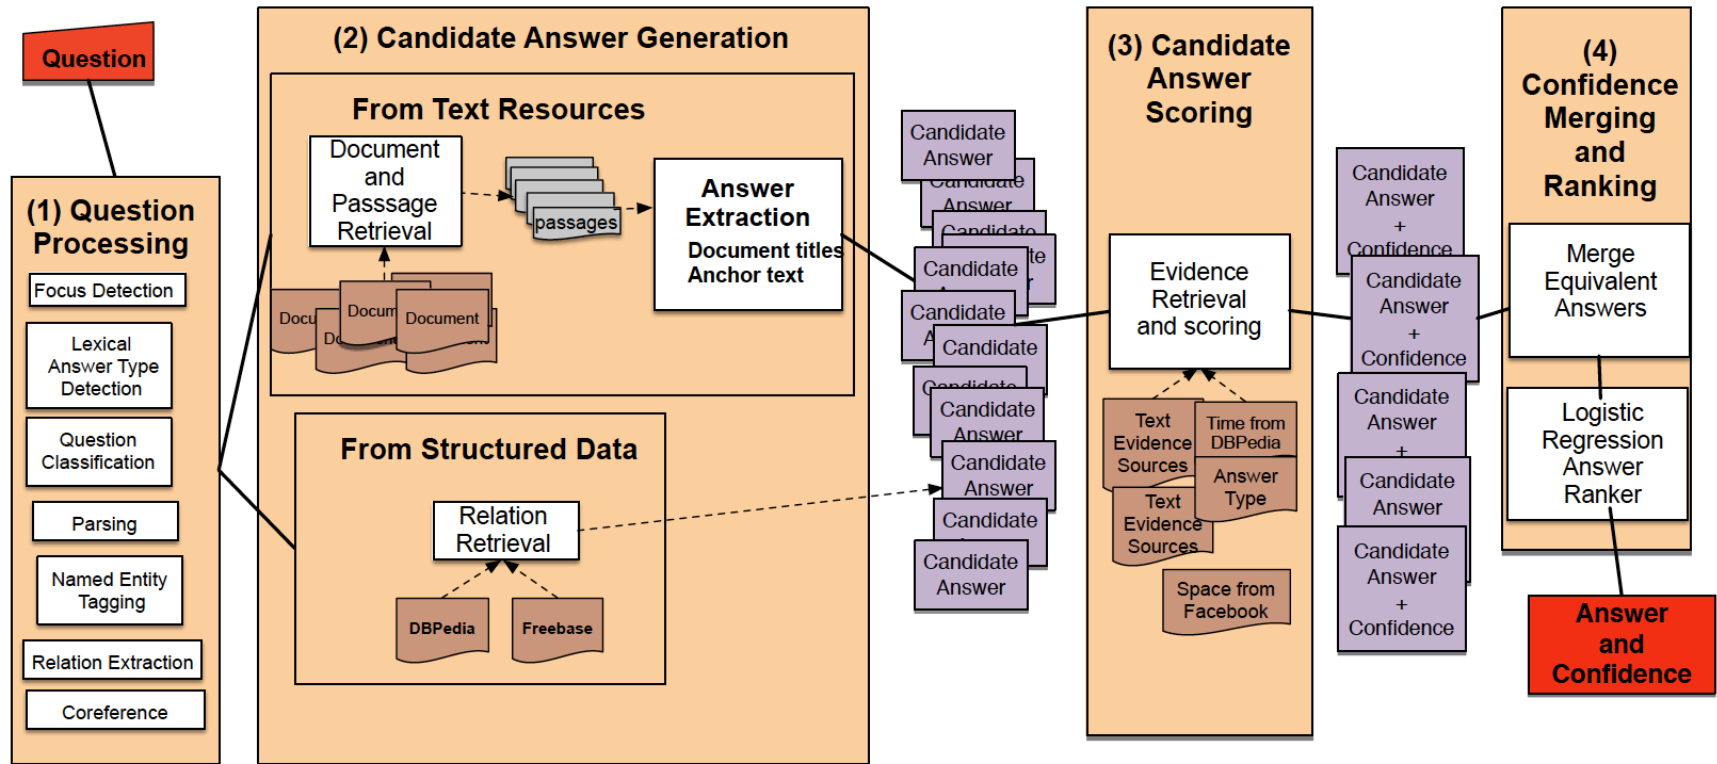 Question
(1) Question
Processing
Focus Detection
Lexical
Answer Type
Detection
Question
Classification
Parsing
Named Entity
Tagging
Relation Extraction
Coreference
(2) Candidate Answer Generation
From Text Resources
Document
and
Passsage
Retrieval
passages
Answer
Extraction
Document titles
Anchor text
Docu
Docum
Document
Do
From Structured Data
Relation
Retrieval
DBPedia
Freebase
Candidate
Answer
Candidate
Answer
Candidate
Candidate
Candidate
Answer
Candidate
Candidate
Answer
Candidate
Answer
Candidate
Candidate
Answer
(3) Candidate
Answer
Scoring
Evidence
Retrieval
and scoring
Text
Evidence
Sources
Time from
DBPedia
Answer
Type
Text
Evidence
Sources
Space from
Facebook
Candidate
Answer
+
Confidence
Candidate
Answer
+
Confidence
Candidate
Answer
+
Candidate
Answer
Candidate
Answer
+
Confidence
(4)
Confidence
Merging
and
Ranking
Merge
Equivalent
Answers
Logistic
Regression
Answer
Ranker
Answer
and
Confidence